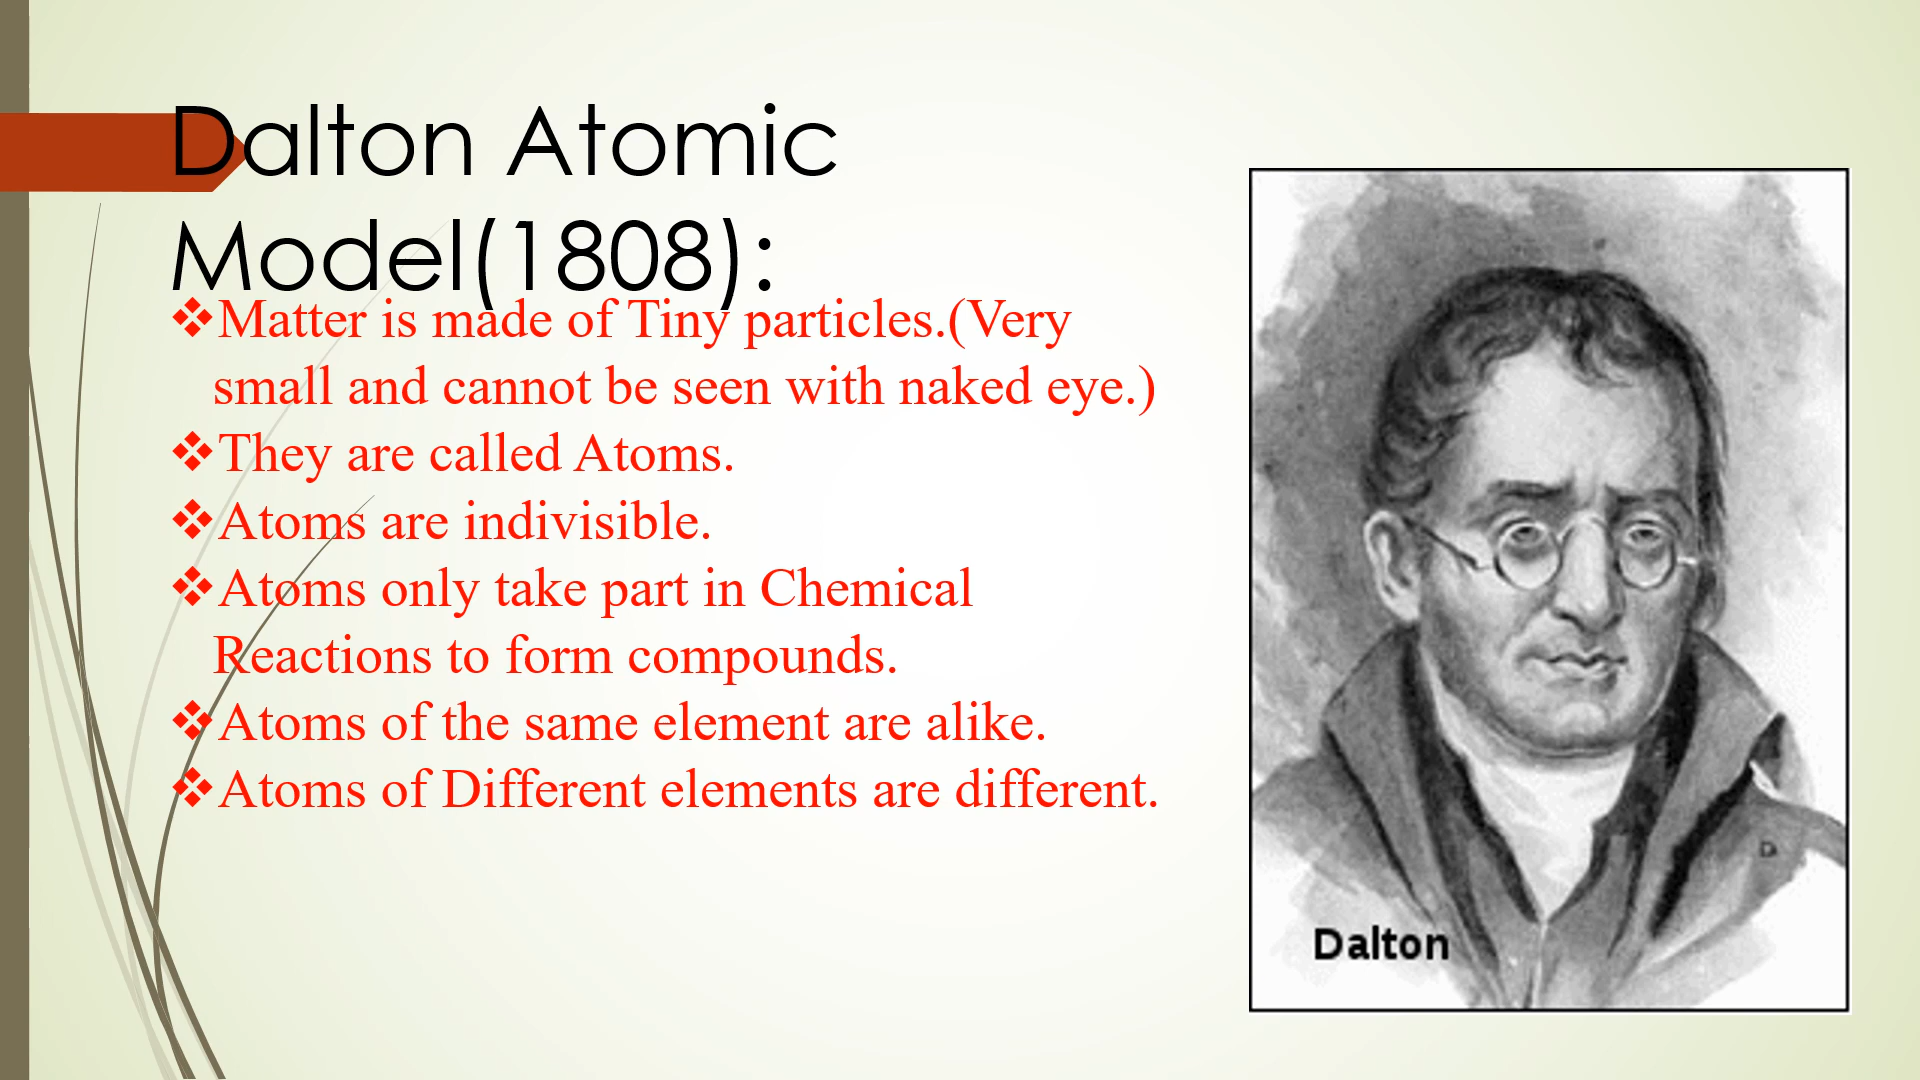 Dalton Atomic
Model(1808):
❖Matter is made of Tiny particles.(Very
small and cannot be seen with naked eye.)
❖They are called Atoms.
❖Atoms are indivisible.
❖Atoms only take part in Chemical
Reactions to form compounds.
❖Atoms of the same element are alike.
❖Atoms of Different elements are different.
D
Dalton